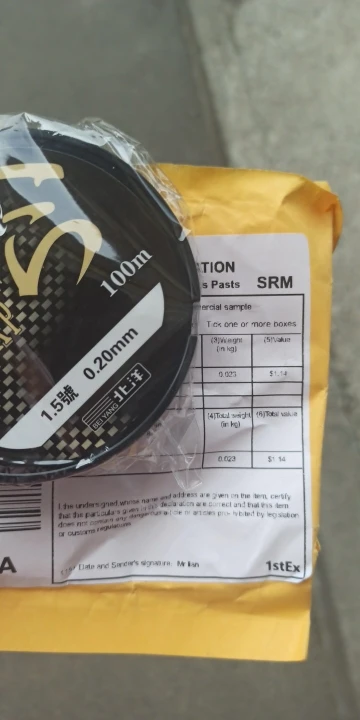 100m
1.5號 0.20mm
BEI YANG 北洋
ATION
s Pasts SRM
ercial sample
Tick one or more boxes
(3)Weight (5)Value
(in kg)
0.023 $1.14
(4)Total weight (6)Total value
(in kg)
0.023 $1.14
I, the undersigned, whose name and address are given on the item, certify
that the particulars given in this declaration are correct and that this item
does not contain any dangerous article or articles prohibited by legislation
or customs regulations
Date and Sender's signature: Mr lian 1stEx
A